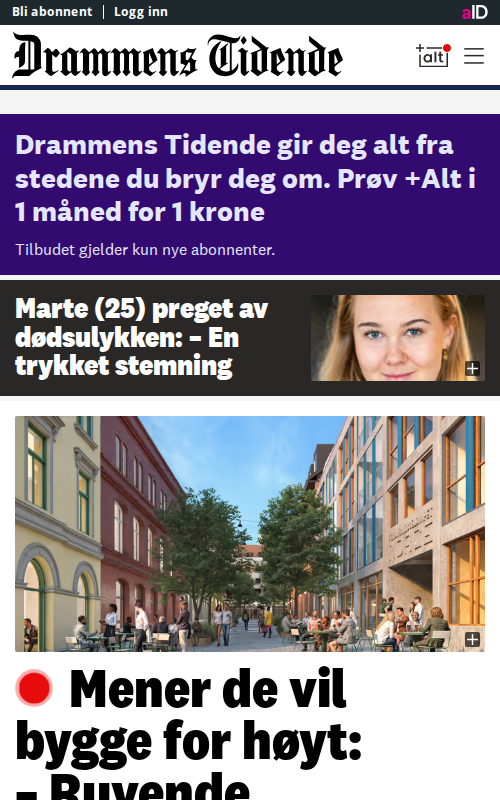 Bli abonnent
Logg inn
aID
Drammens Tidende
+alt
Drammens Tidende gir deg alt fra
stedene du bryr deg om. Prøv +Alt i
1 måned for 1 krone
Tilbudet gjelder kun nye abonnenter.
Marte (25) preget av
dødsulykken: – En
trykket stemning
Mener de vil
bygge for høyt:
– Ruvende